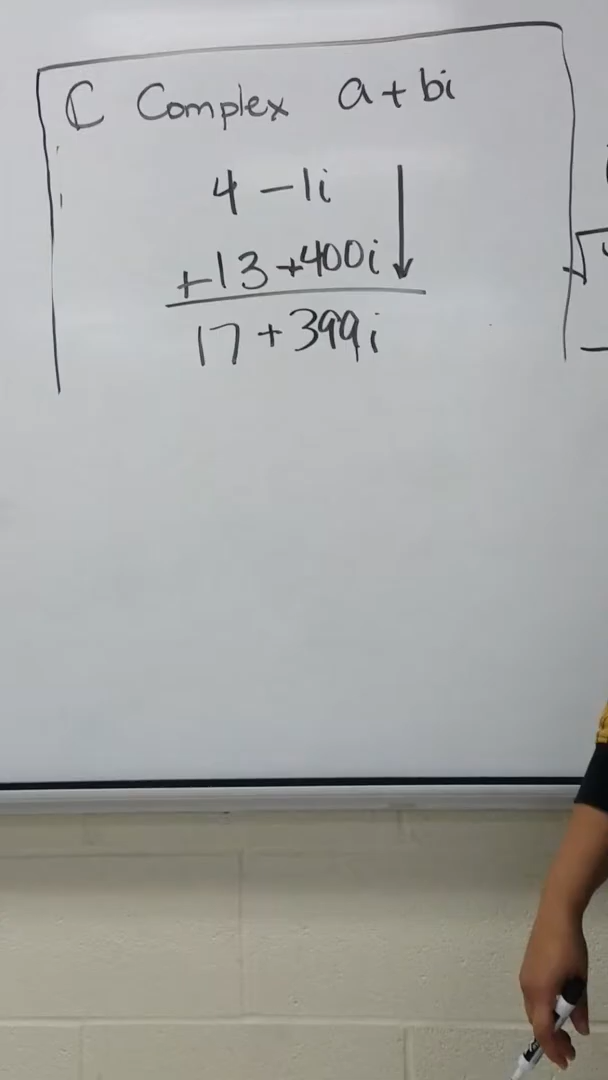 ℂ Complex a + bi
4 - 1i
+13 +400i
17 + 399i